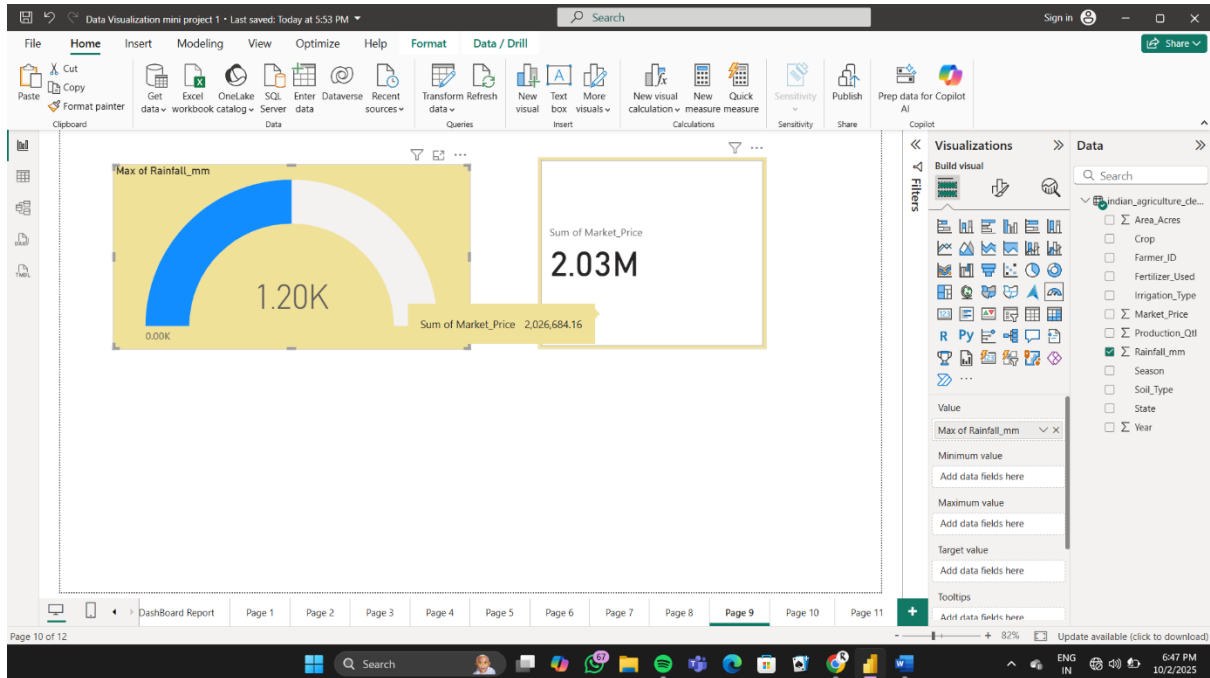 Data Visualization mini project 1 • Last saved: Today at 5:53 PM
Search
Sign in
File Home Insert Modeling View Optimize Help Format Data / Drill
Share
Paste
Cut
Copy
Format painter
Clipboard
Get data
Excel workbook
OneLake catalog
SQL Server
Enter data
Dataverse
Recent sources
Data
Transform data
Refresh
Queries
New visual
Text box
More visuals
Insert
New visual calculation
New measure
Quick measure
Calculations
Sensitivity
Sensitivity
Publish
Share
Prep data for AI
Copilot
Copilot
Max of Rainfall_mm
1.20K
0.00K
Sum of Market_Price
2.03M
Sum of Market_Price 2,026,684.16
Filters
Visualizations
Build visual
R Py
Value
Max of Rainfall_mm
Minimum value
Add data fields here
Maximum value
Add data fields here
Target value
Add data fields here
Tooltips
Add data fields here
Data
Search
indian_agriculture_cle...
Area_Acres
Crop
Farmer_ID
Fertilizer_Used
Irrigation_Type
Market_Price
Production_Qtl
Rainfall_mm
Season
Soil_Type
State
Year
DashBoard Report Page 1 Page 2 Page 3 Page 4 Page 5 Page 6 Page 7 Page 8 Page 9 Page 10 Page 11
Page 10 of 12
82%
Update available (click to download)
Search
67
ENG
IN
6:47 PM
10/2/2025